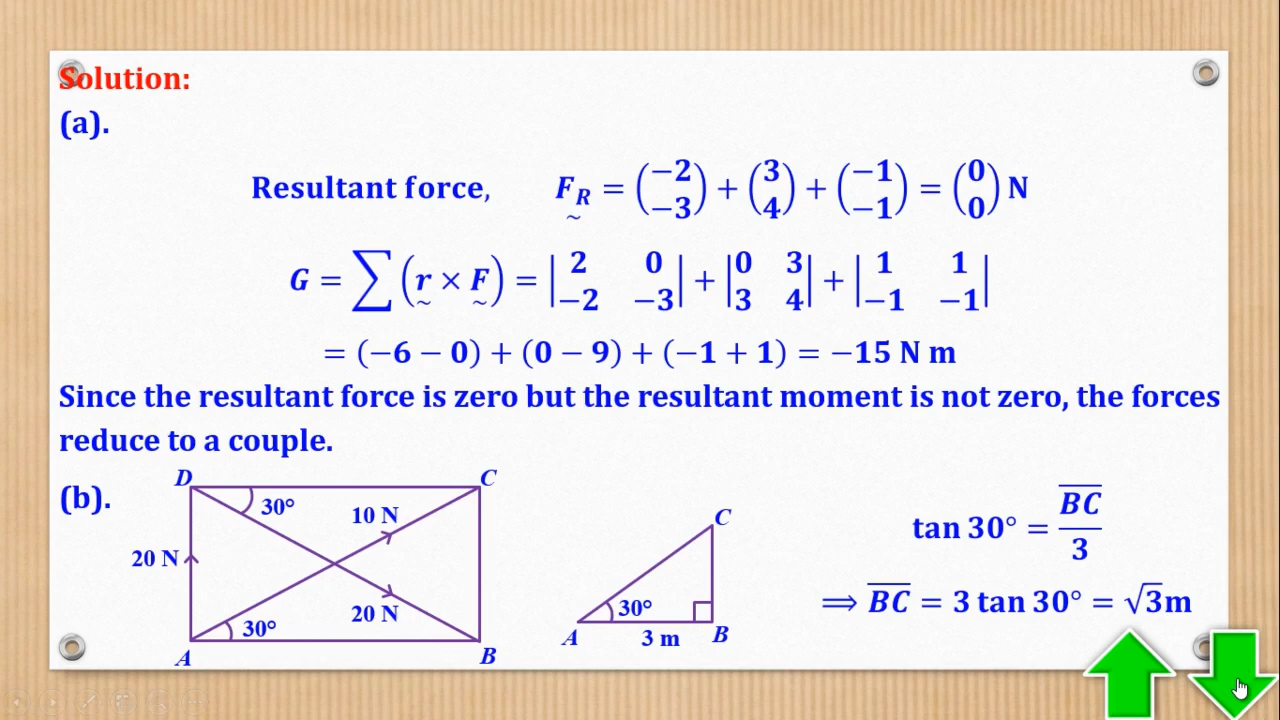 Solution:
(a).
Resultant force, F_R = (−2 −3) + (3 4) + (−1 −1) = (0 0) N
~
G = ∑ (r × F) = |2 0 −2 −3| + |0 3 3 4| + |1 1 −1 −1|
~ ~
= (−6 − 0) + (0 − 9) + (−1 + 1) = −15 N m
Since the resultant force is zero but the resultant moment is not zero, the forces
reduce to a couple.
(b).
D
C
30°
10 N
20 N
20 N
30°
A
B
C
30°
A
3 m
B
tan 30° = BC/3
⟹ BC = 3 tan 30° = √3m